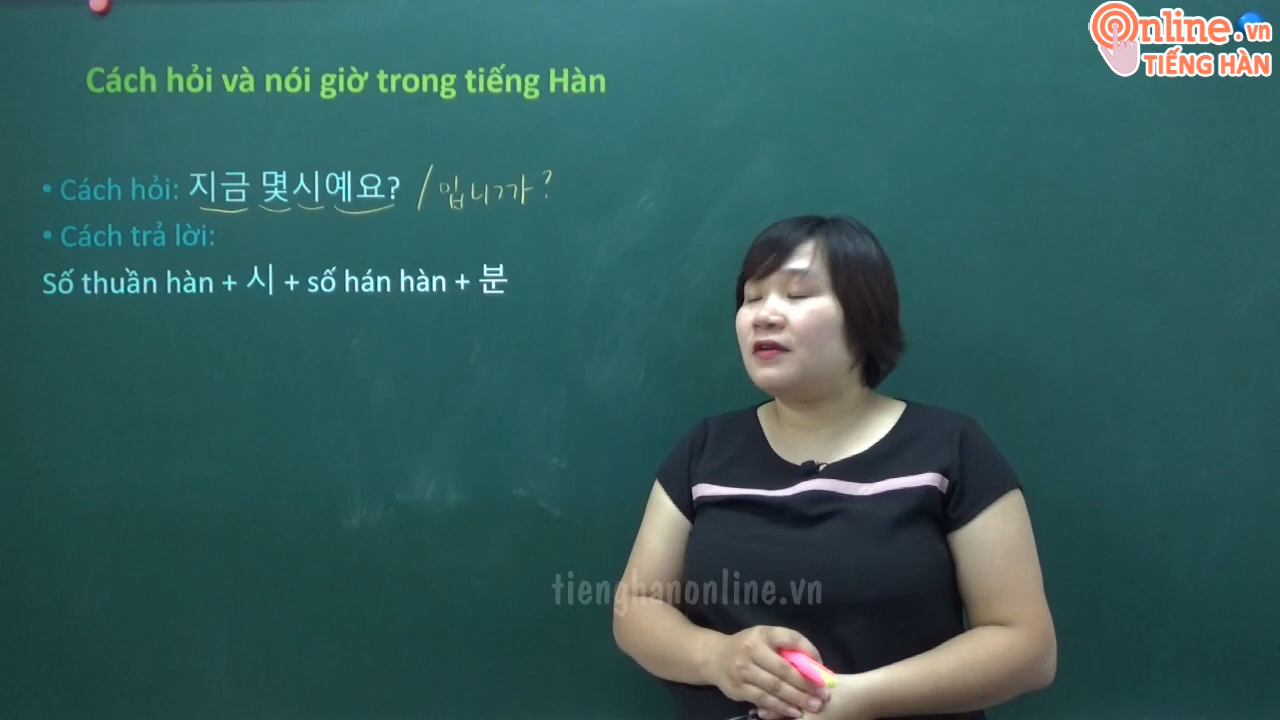 Online.vn
TIẾNG HÀN
Cách hỏi và nói giờ trong tiếng Hàn
• Cách hỏi: 지금 몇시예요? / 입니까?
• Cách trả lời:
Số thuần hàn + 시 + số hán hàn + 분
tienghanonline.vn